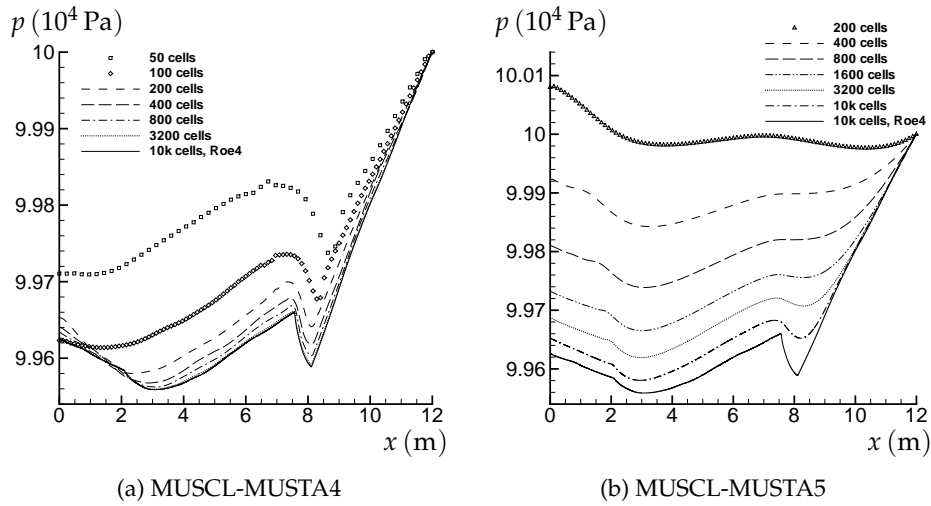 p (10⁴ Pa)
10
9.99
9.98
9.97
9.96
50 cells
100 cells
200 cells
400 cells
800 cells
3200 cells
10k cells, Roe4
0 2 4 6 8 10 12
x (m)
(a) MUSCL-MUSTA4
p (10⁴ Pa)
10.01
10
9.99
9.98
9.97
9.96
200 cells
400 cells
800 cells
1600 cells
3200 cells
10k cells
10k cells, Roe4
0 2 4 6 8 10 12
x (m)
(b) MUSCL-MUSTA5